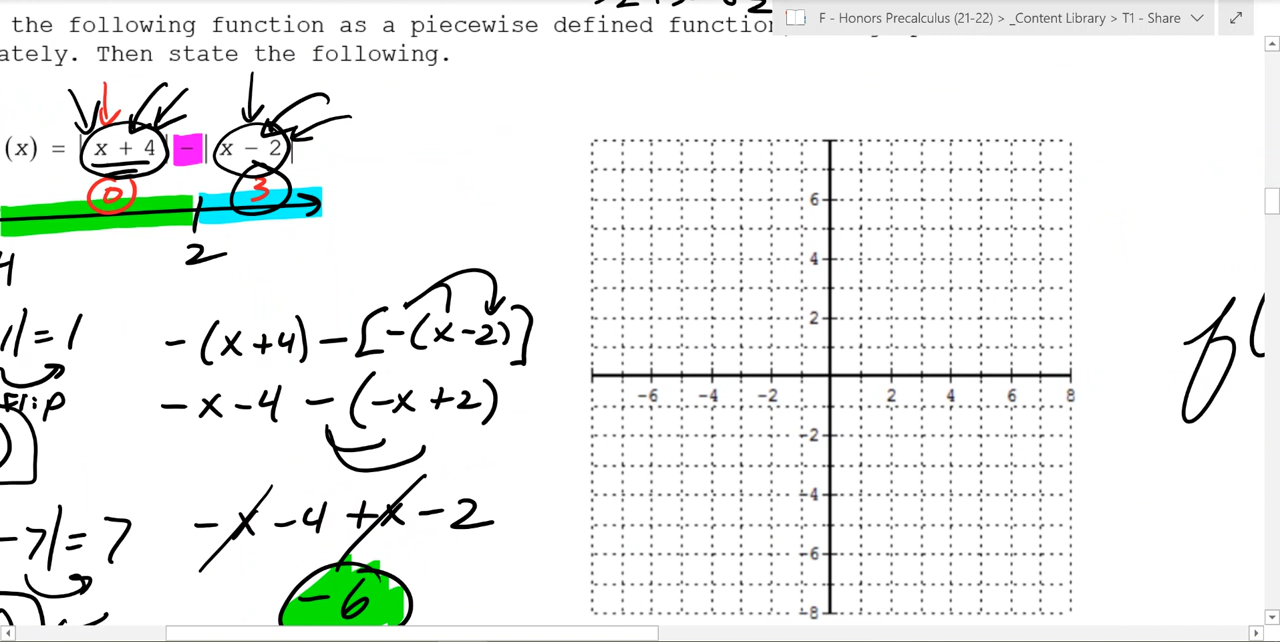 F - Honors Precalculus (21-22) > _Content Library > T1 - Share
the following function as a piecewise defined function
ately. Then state the following.
(x) = |x + 4| - |x - 2|
0 3
2
|= 1
Flip
- (x+4) - [-(x-2)]
- x - 4 - (-x + 2)
- x - 4 + x - 2
-7|= 7
-6
6
4
2
-6 -4 -2 2 4 6 8
-2
-4
-6
-8